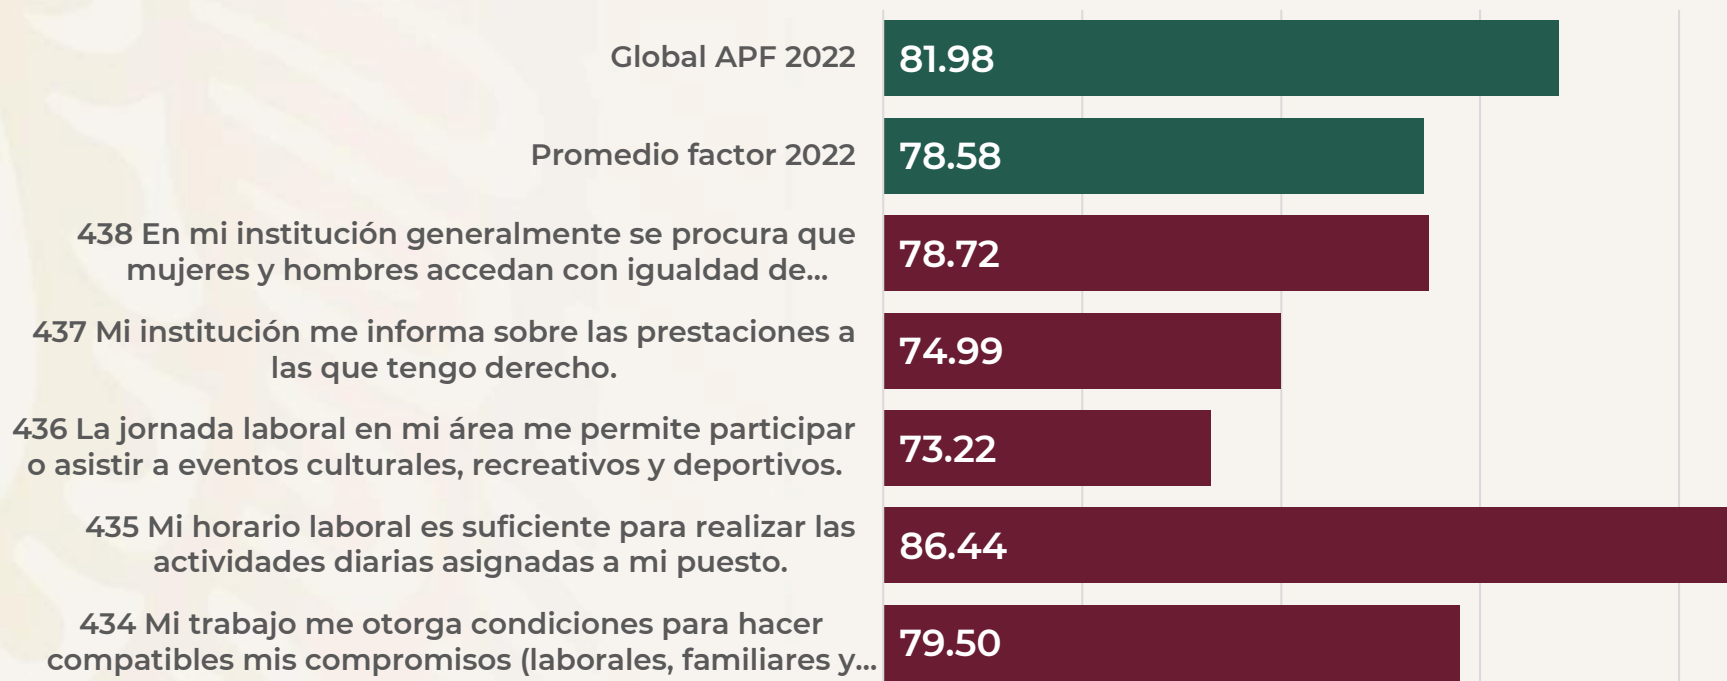 Global APF 2022
81.98
Promedio factor 2022
78.58
438 En mi institución generalmente se procura que
mujeres y hombres accedan con igualdad de...
78.72
437 Mi institución me informa sobre las prestaciones a
las que tengo derecho.
74.99
436 La jornada laboral en mi área me permite participar
o asistir a eventos culturales, recreativos y deportivos.
73.22
435 Mi horario laboral es suficiente para realizar las
actividades diarias asignadas a mi puesto.
86.44
434 Mi trabajo me otorga condiciones para hacer
compatibles mis compromisos (laborales, familiares y...
79.50